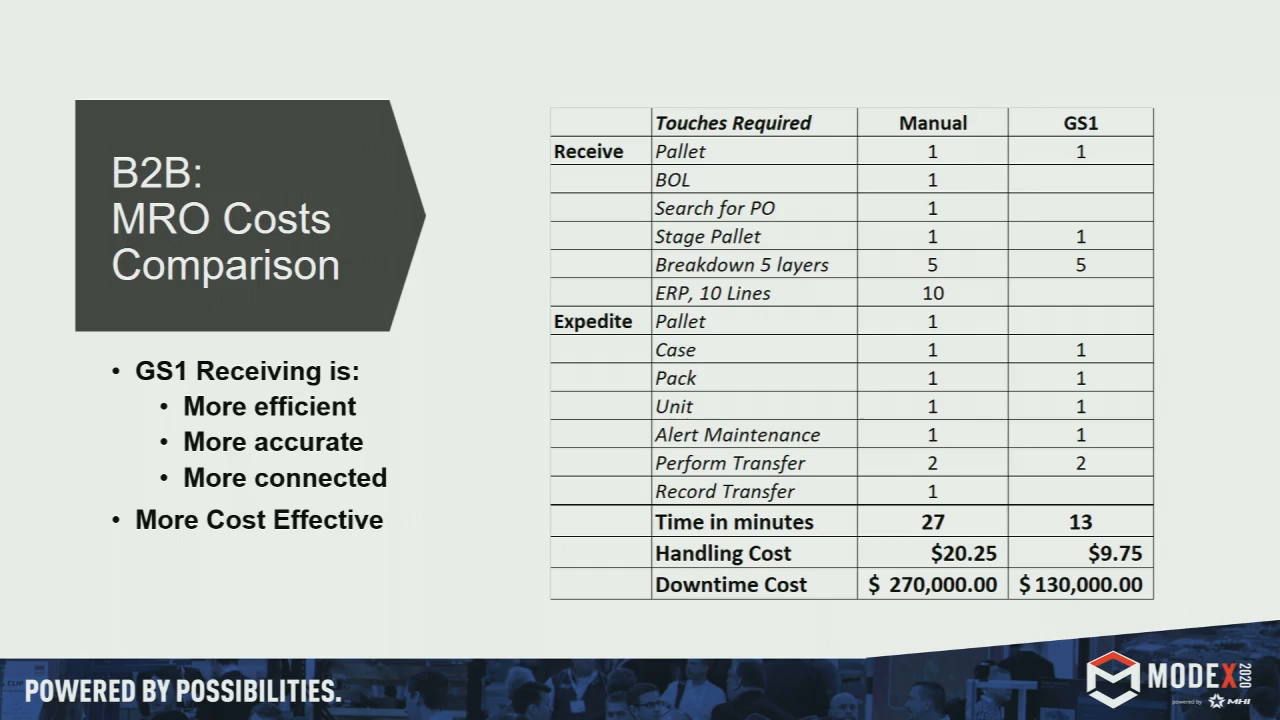 B2B:
MRO Costs
Comparison
• GS1 Receiving is:
• More efficient
• More accurate
• More connected
• More Cost Effective
Touches Required Manual GS1
Receive Pallet 1 1
BOL 1
Search for PO 1
Stage Pallet 1 1
Breakdown 5 layers 5 5
ERP, 10 Lines 10
Expedite Pallet 1
Case 1 1
Pack 1 1
Unit 1 1
Alert Maintenance 1 1
Perform Transfer 2 2
Record Transfer 1
Time in minutes 27 13
Handling Cost $20.25 $9.75
Downtime Cost $ 270,000.00 $ 130,000.00
POWERED BY POSSIBILITIES.
MODEX 2020
powered by MHI